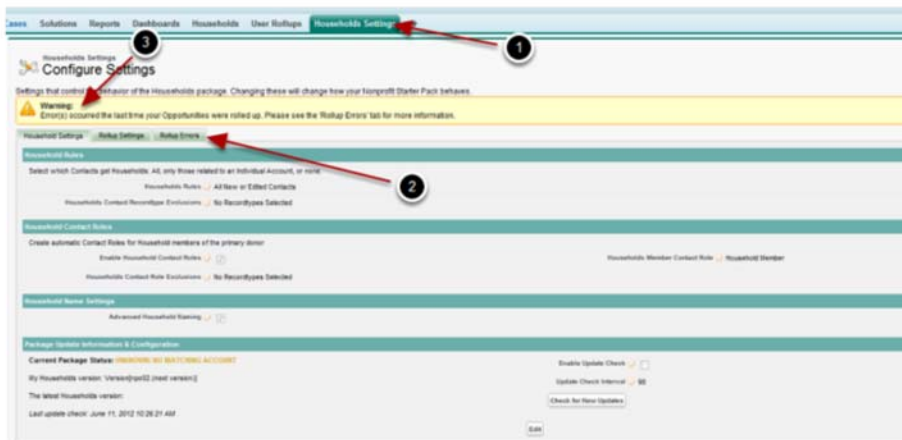 Cases Solutions Reports Dashboards Households User Rollups Households Settings
1
3
Households Settings
Configure Settings
Settings that control the behavior of the Households package. Changing these will change how your Nonprofit Starter Pack behaves.
Warning:
Error(s) occurred the last time your Opportunities were rolled up. Please see the 'Rollup Errors' tab for more information.
Household Settings Rollup Settings Rollup Errors
2
Household Rules
Select which Contacts get Households: All, only those related to an Individual Account, or none
Households Rules All New or Edited Contacts
Households Contact Recordtype Exclusions No Recordtypes Selected
Household Contact Roles
Create automatic Contact Roles for Household members of the primary donor
Enable Household Contact Roles
Households Member Contact Role Household Member
Households Contact Role Exclusions No Recordtypes Selected
Household Name Settings
Advanced Household Naming
Package Update Information & Configuration
Current Package Status: UNKNOWN: NO MATCHING ACCOUNT
Enable Update Check
My Households version:
Update Check Interval
The latest Households version:
Check for New Updates
Last update check: June 11, 2012 10:26:21 AM
Edit